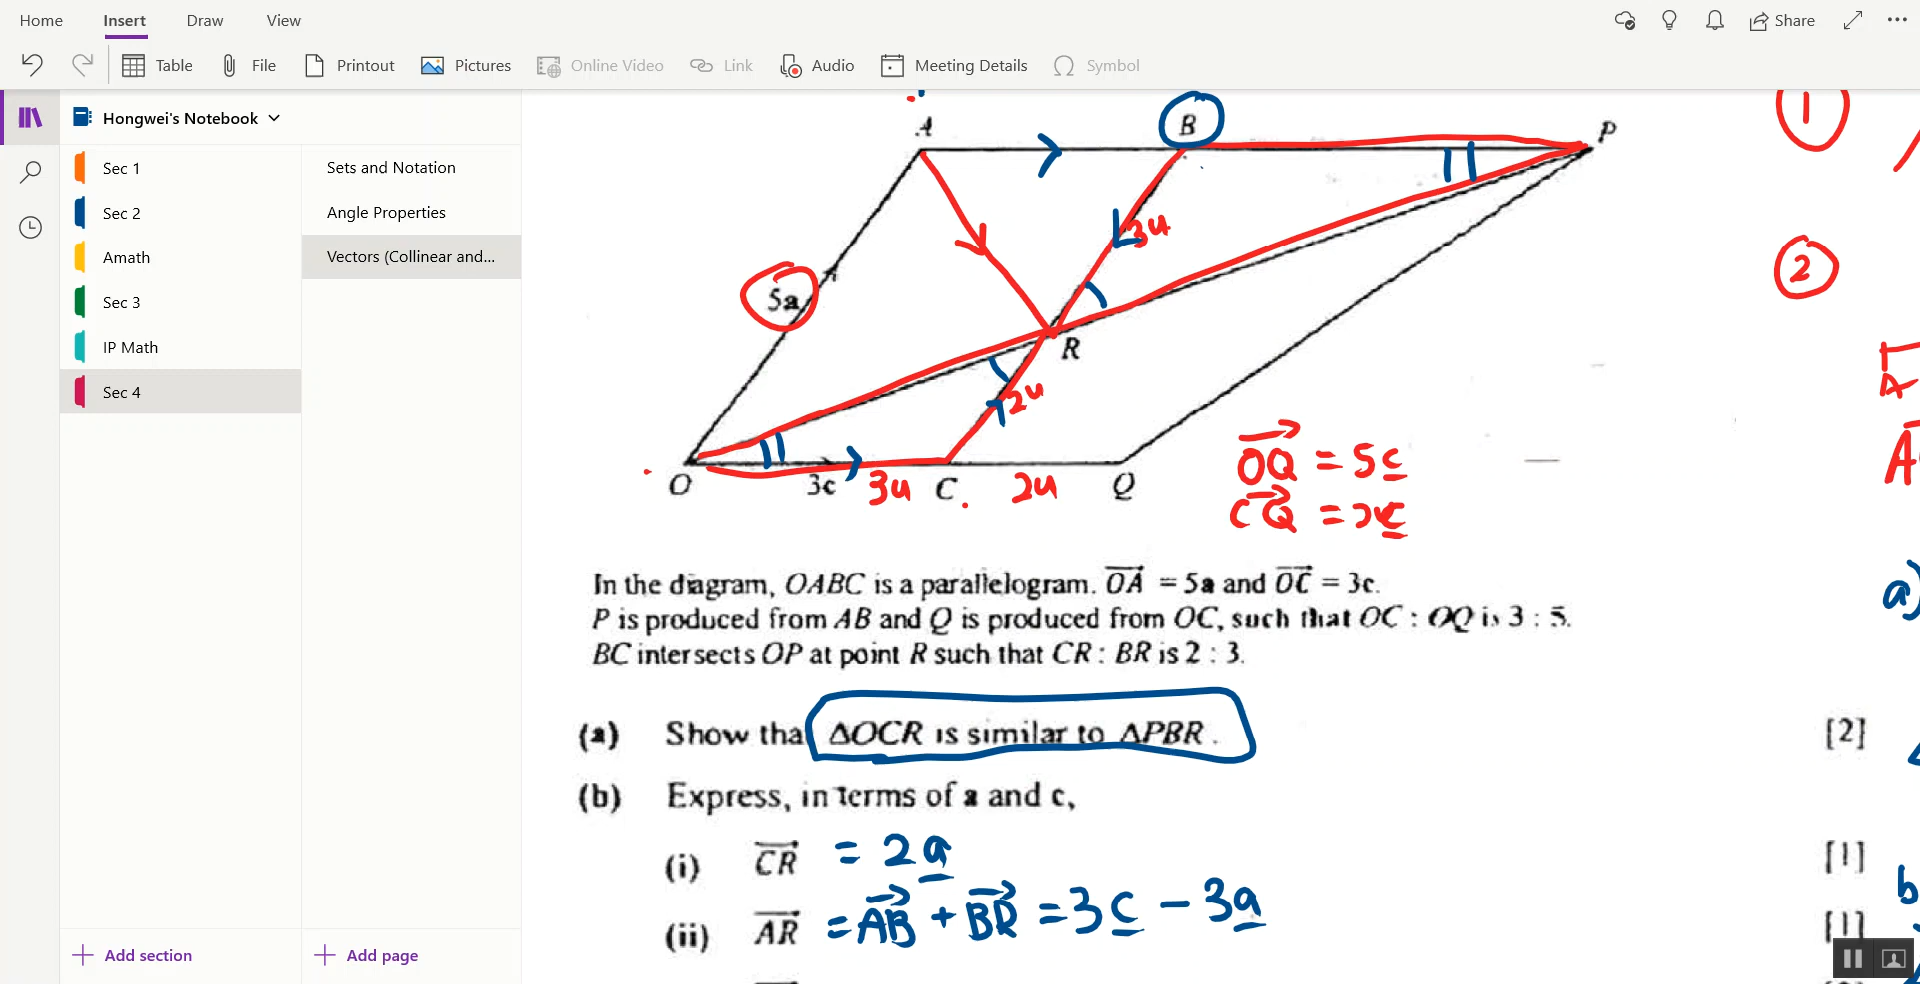 Home Insert Draw View Share
Table File Printout Pictures Online Video Link Audio Meeting Details Symbol
Hongwei's Notebook
Sec 1
Sec 2
Amath
Sec 3
IP Math
Sec 4
Sets and Notation
Angle Properties
Vectors (Collinear and...
Add section
Add page
A
B
P
1
3u
2
5a
R
2u
O 3c 3u C 2u Q
OQ = 5c
CQ = 2c
In the diagram, OABC is a parallelogram. OA = 5a and OC = 3c.
P is produced from AB and Q is produced from OC, such that OC : OQ is 3 : 5.
BC intersects OP at point R such that CR : BR is 2 : 3.
a)
(a) Show tha ΔOCR is similar to ΔPBR. [2]
(b) Express, in terms of a and c,
(i) CR = 2a [1]
b
(ii) AR = AB + BR = 3c - 3a [1]